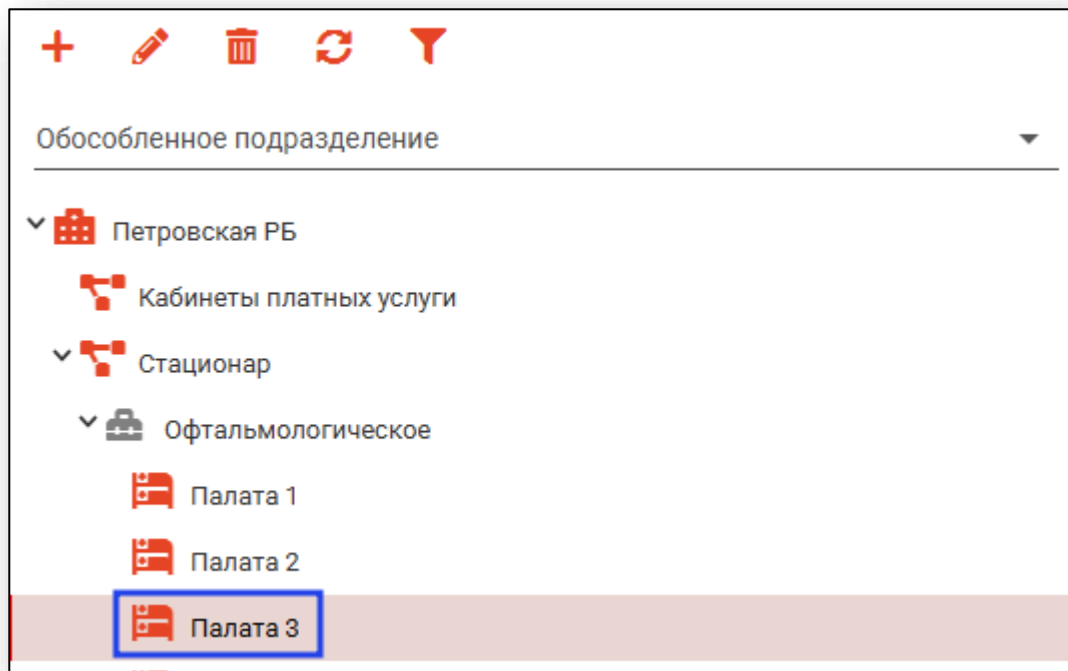 Обособленное подразделение
Петровская РБ
Кабинеты платных услуги
Стационар
Офтальмологическое
Палата 1
Палата 2
Палата 3